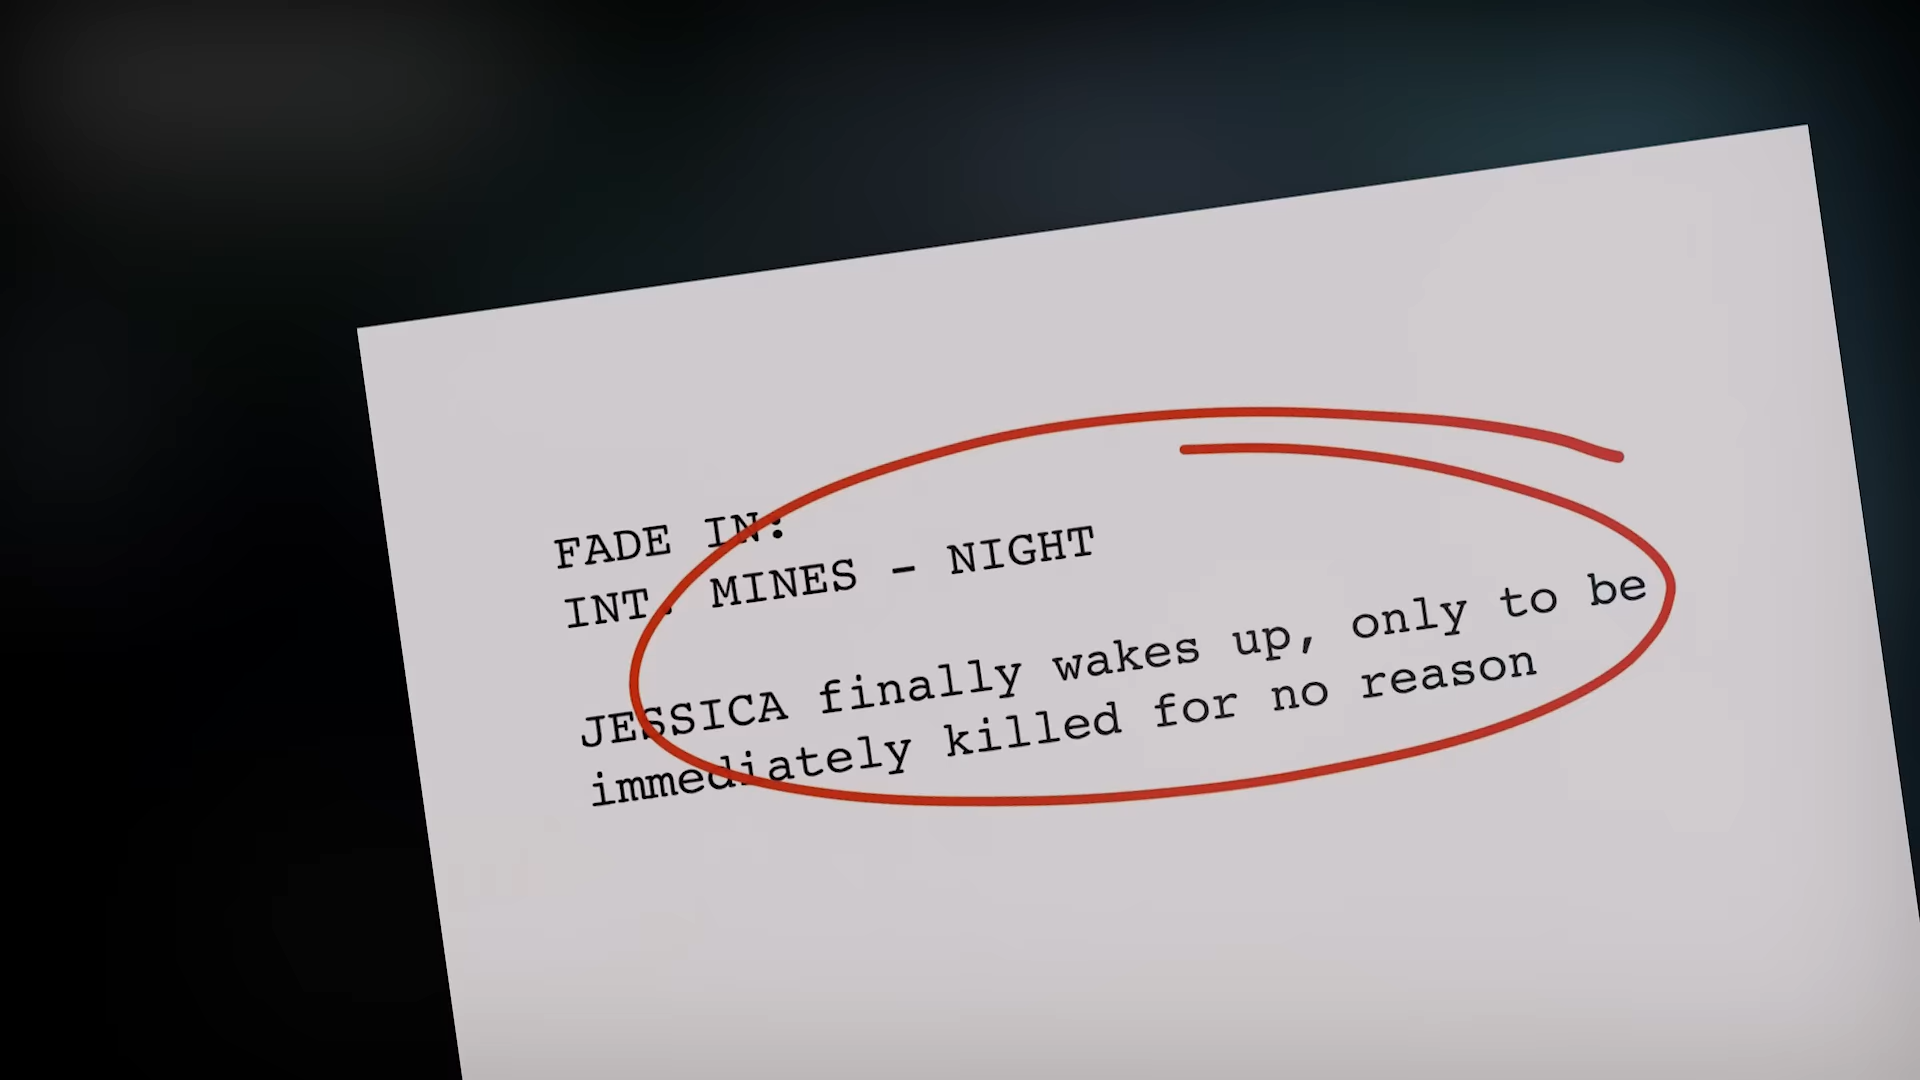 FADE IN:
INT. MINES - NIGHT
JESSICA finally wakes up, only to be
immediately killed for no reason